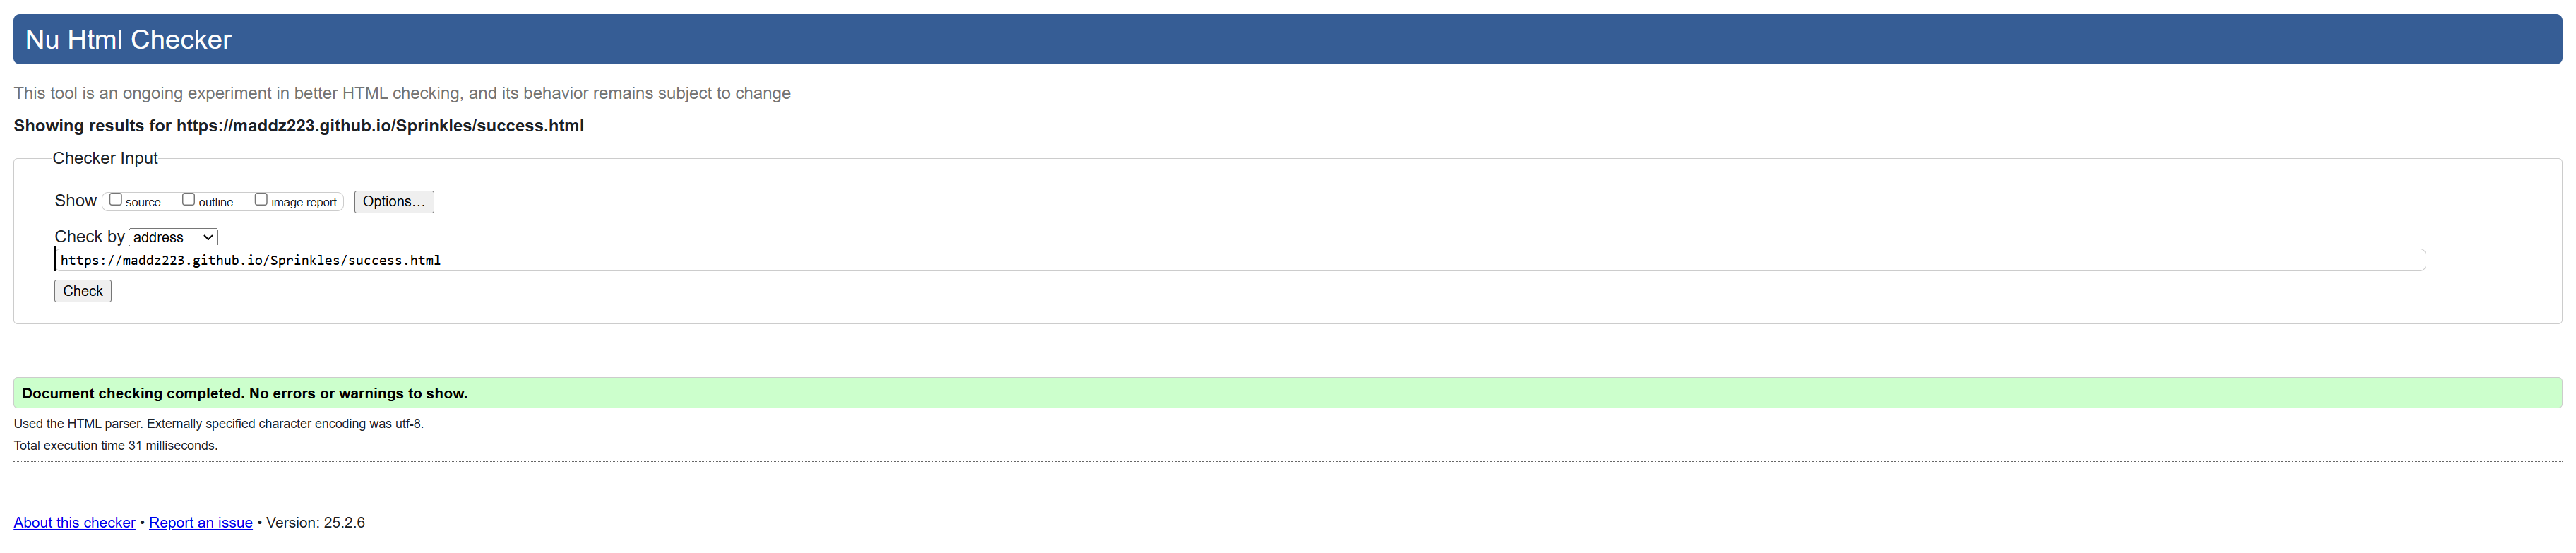 Nu Html Checker
This tool is an ongoing experiment in better HTML checking, and its behavior remains subject to change
Showing results for https://maddz223.github.io/Sprinkles/success.html
Checker Input
Show source outline image report Options...
Check by address
https://maddz223.github.io/Sprinkles/success.html
Check
Document checking completed. No errors or warnings to show.
Used the HTML parser. Externally specified character encoding was utf-8.
Total execution time 31 milliseconds.
About this checker • Report an issue • Version: 25.2.6